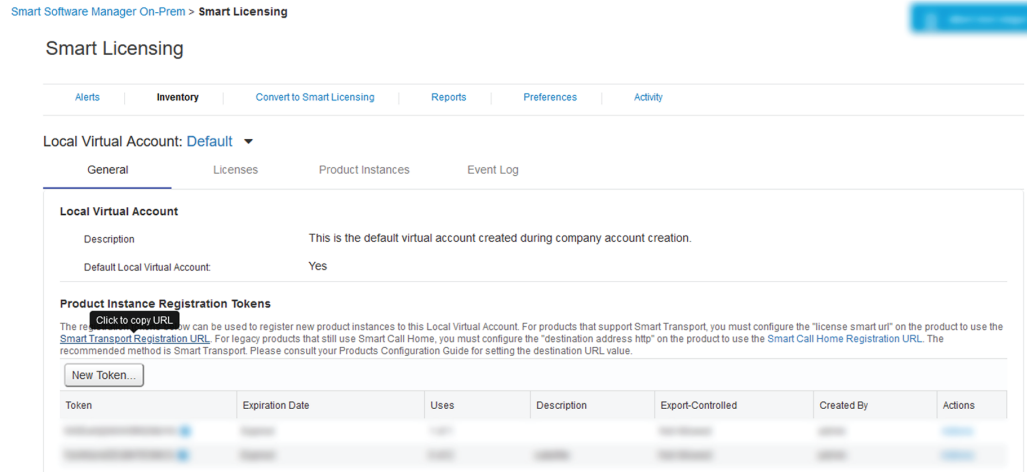 Smart Software Manager On-Prem > Smart Licensing
Smart Licensing
Alerts Inventory Convert to Smart Licensing Reports Preferences Activity
Local Virtual Account: Default
General Licenses Product Instances Event Log
Local Virtual Account
Description This is the default virtual account created during company account creation.
Default Local Virtual Account: Yes
Product Instance Registration Tokens
Click to copy URL
The below can be used to register new product instances to this Local Virtual Account. For products that support Smart Transport, you must configure the "license smart url" on the product to use the
Smart Transport Registration URL. For legacy products that still use Smart Call Home, you must configure the "destination address http" on the product to use the Smart Call Home Registration URL. The
recommended method is Smart Transport. Please consult your Products Configuration Guide for setting the destination URL value.
New Token...
Token Expiration Date Uses Description Export-Controlled Created By Actions